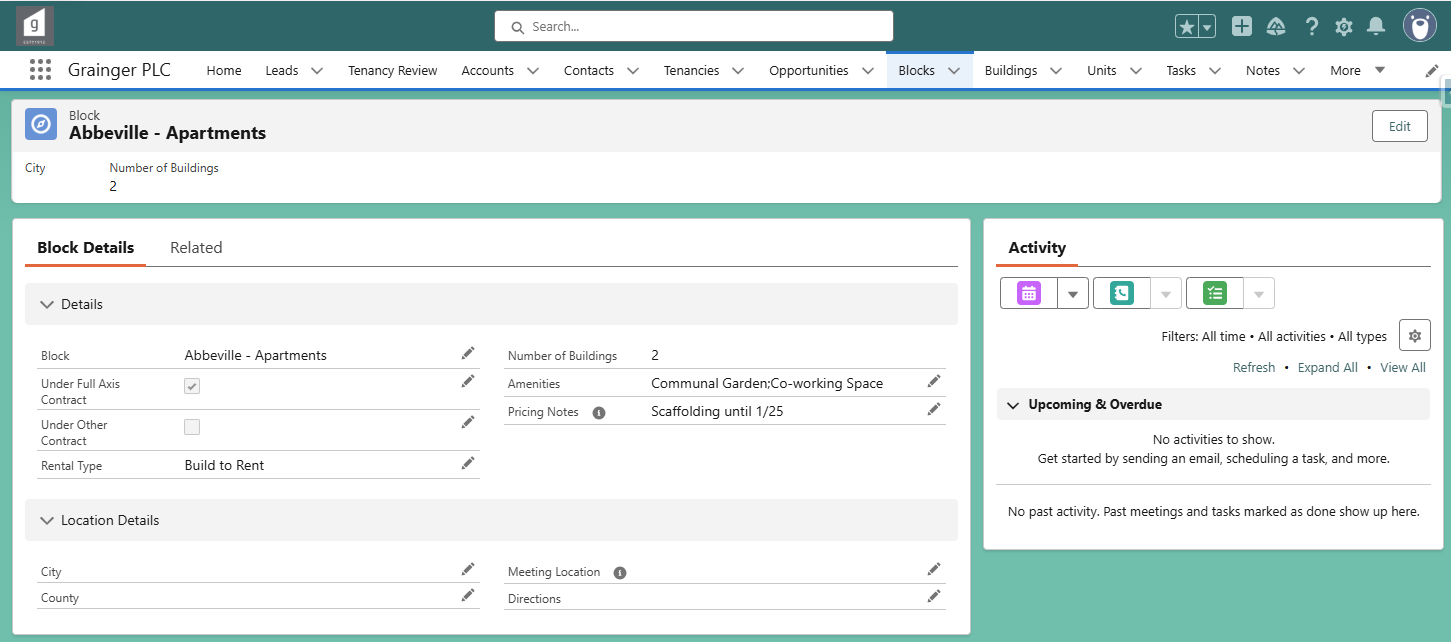 g
Search...
Grainger PLC
Home
Leads
Tenancy Review
Accounts
Contacts
Tenancies
Opportunities
Blocks
Buildings
Units
Tasks
Notes
More
Block
Abbeville - Apartments
Edit
City
Number of Buildings
2
Block Details
Related
Details
Block
Abbeville - Apartments
Under Full Axis
Contract
Under Other
Contract
Rental Type
Build to Rent
Number of Buildings
2
Amenities
Communal Garden;Co-working Space
Pricing Notes
Scaffolding until 1/25
Location Details
City
County
Meeting Location
Directions
Activity
Filters: All time • All activities • All types
Refresh • Expand All • View All
Upcoming & Overdue
No activities to show.
Get started by sending an email, scheduling a task, and more.
No past activity. Past meetings and tasks marked as done show up here.